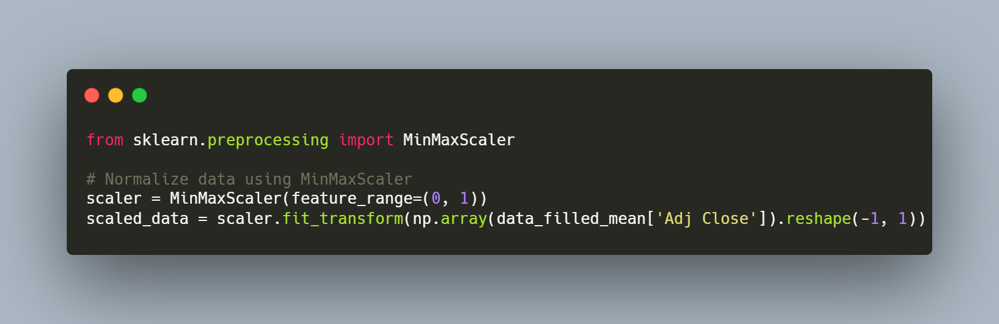 from sklearn.preprocessing import MinMaxScaler
# Normalize data using MinMaxScaler
scaler = MinMaxScaler(feature_range=(0, 1))
scaled_data = scaler.fit_transform(np.array(data_filled_mean['Adj Close']).reshape(-1, 1))